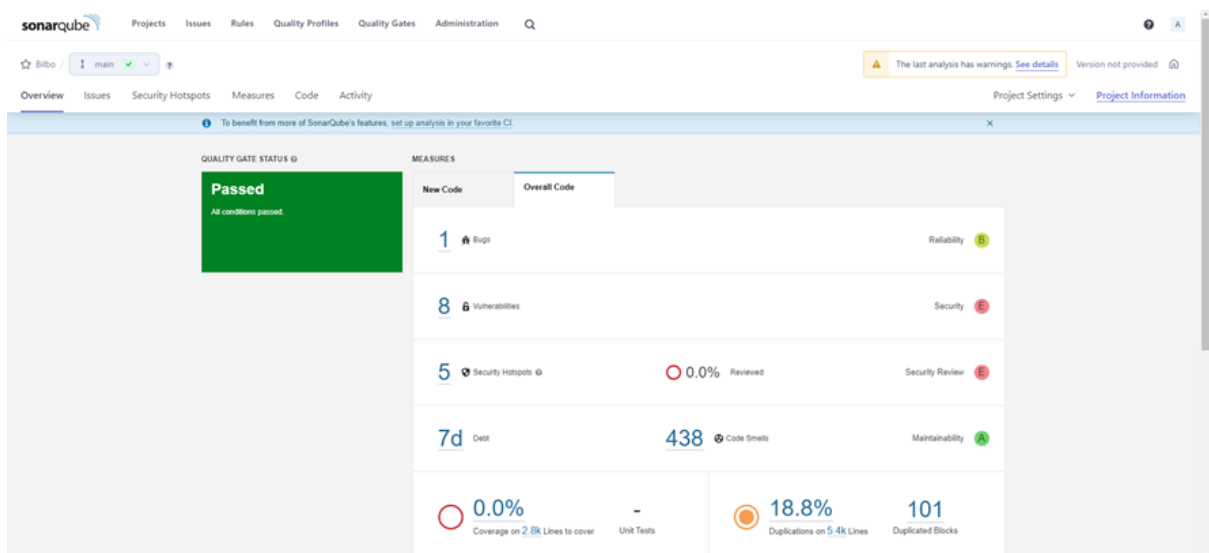 sonarqube Projects Issues Rules Quality Profiles Quality Gates Administration A
Bilbo / main The last analysis has warnings. See details Version not provided
Overview Issues Security Hotspots Measures Code Activity Project Settings Project Information
To benefit from more of SonarQube's features, set up analysis in your favorite CI.
QUALITY GATE STATUS MEASURES
Passed
All conditions passed.
New Code Overall Code
1 Bugs Reliability B
8 Vulnerabilities Security E
5 Security Hotspots 0.0% Reviewed Security Review E
7d Debt 438 Code Smells Maintainability A
0.0% - 18.8% 101
Coverage on 2.8k Lines to cover Unit Tests Duplications on 5.4k Lines Duplicated Blocks